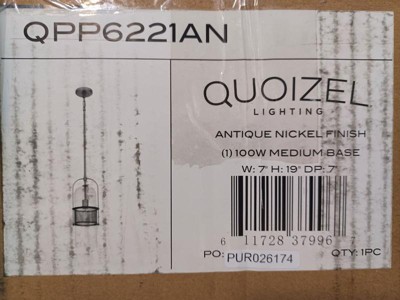 QPP6221AN
QUOIZEL
LIGHTING
ANTIQUE NICKEL FINISH
(1) 100W MEDIUM BASE
W: 7" H: 19" DP: 7"
6 11728 37996 7
PO: PUR026174 QTY: 1PC